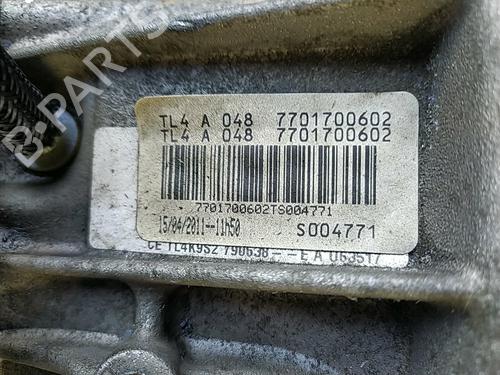 B-PARTS
TL4 A 048 7701700602
TL4 A 048 7701700602
7701700602TS004771
15/04/2011--11h50 S004771
CE TL4K9S2 790638 -- E A 063517